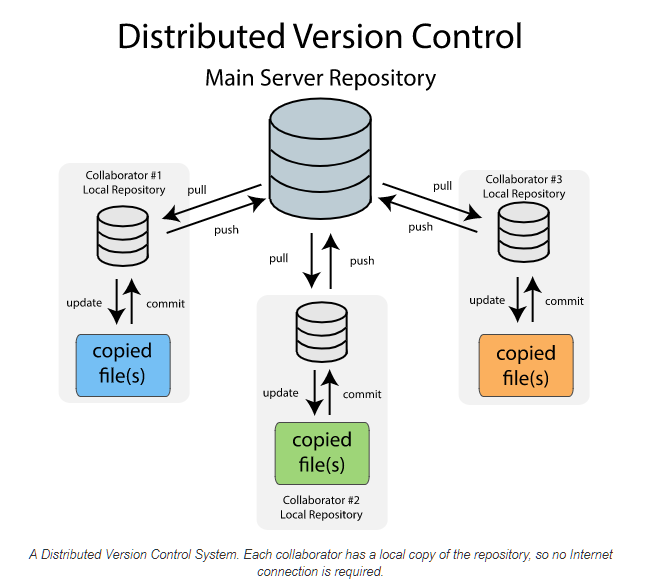 Distributed Version Control
Main Server Repository
Collaborator #1
Local Repository
pull
push
update
commit
copied
file(s)
pull
push
update
commit
copied
file(s)
Collaborator #2
Local Repository
Collaborator #3
Local Repository
pull
push
update
commit
copied
file(s)
A Distributed Version Control System. Each collaborator has a local copy of the repository, so no Internet
connection is required.